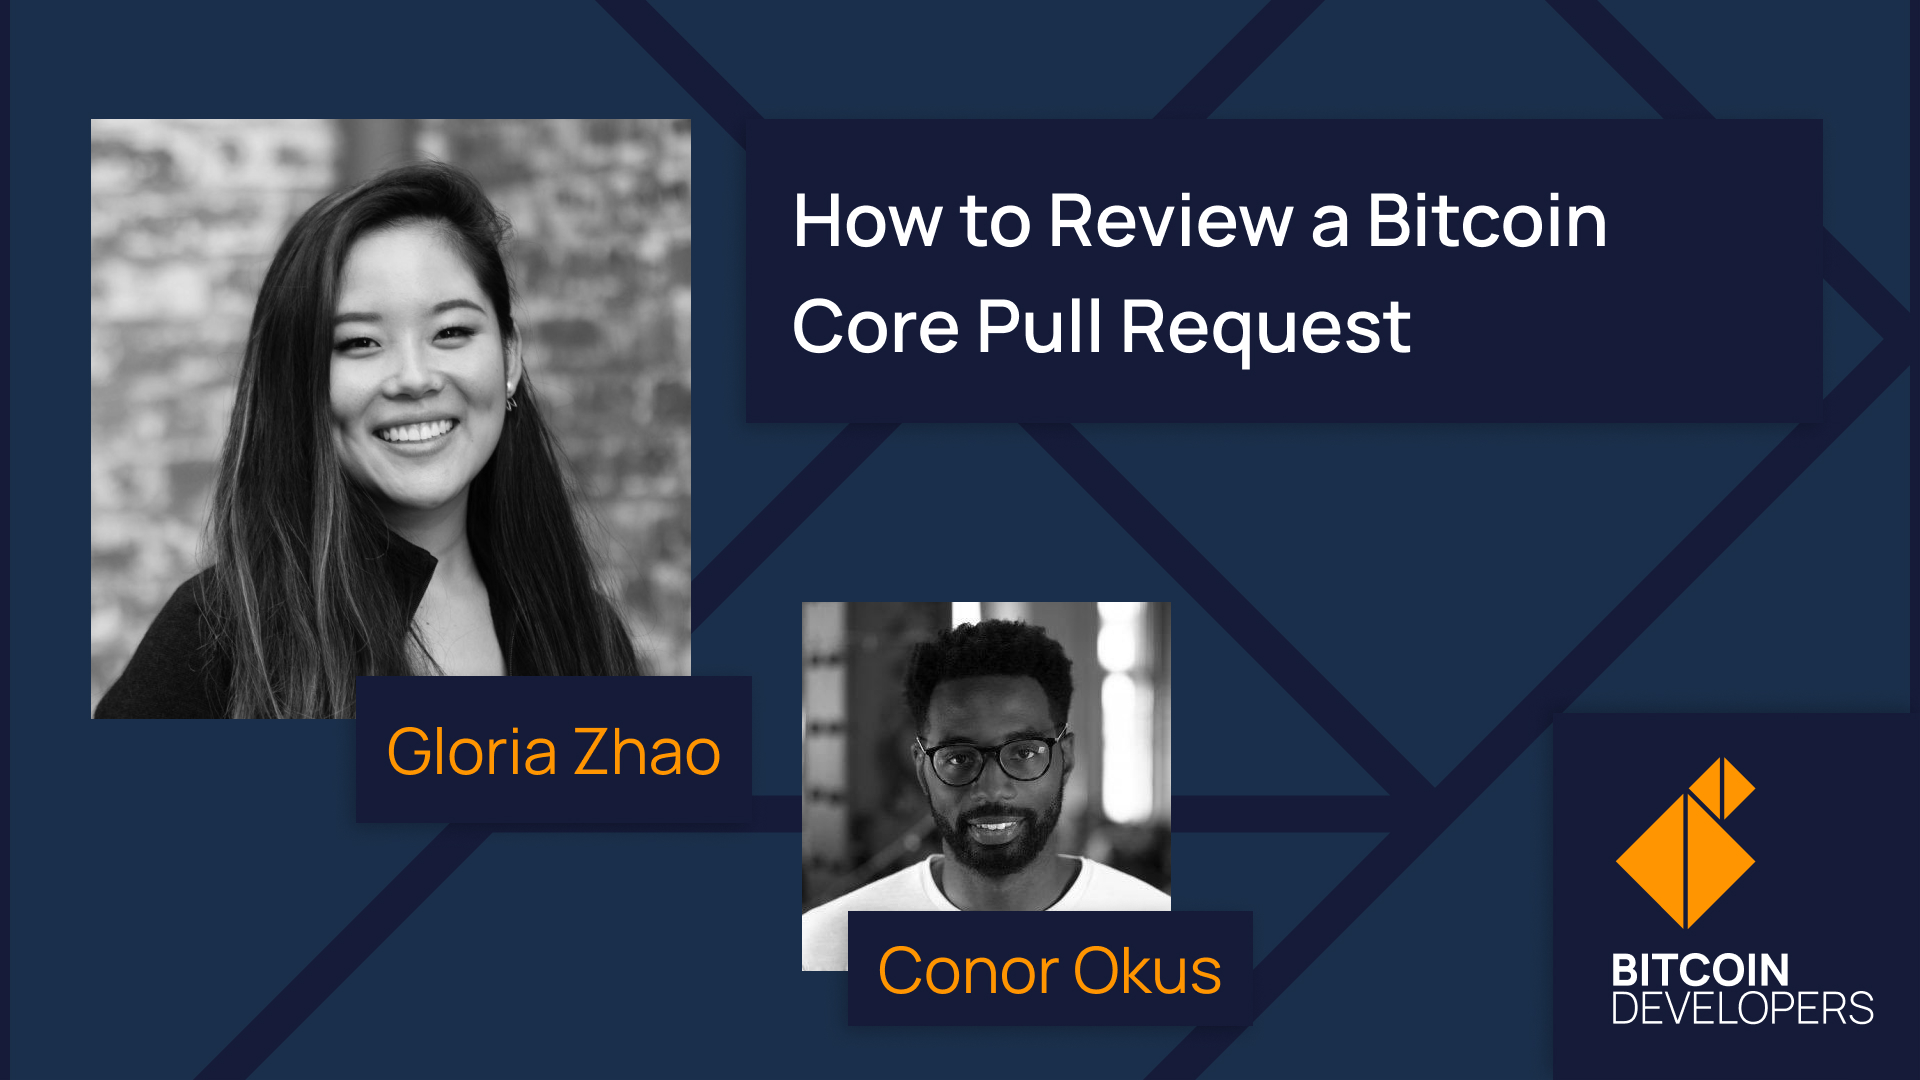 How to Review a Bitcoin
Core Pull Request
Gloria Zhao
Conor Okus
BITCOIN
DEVELOPERS